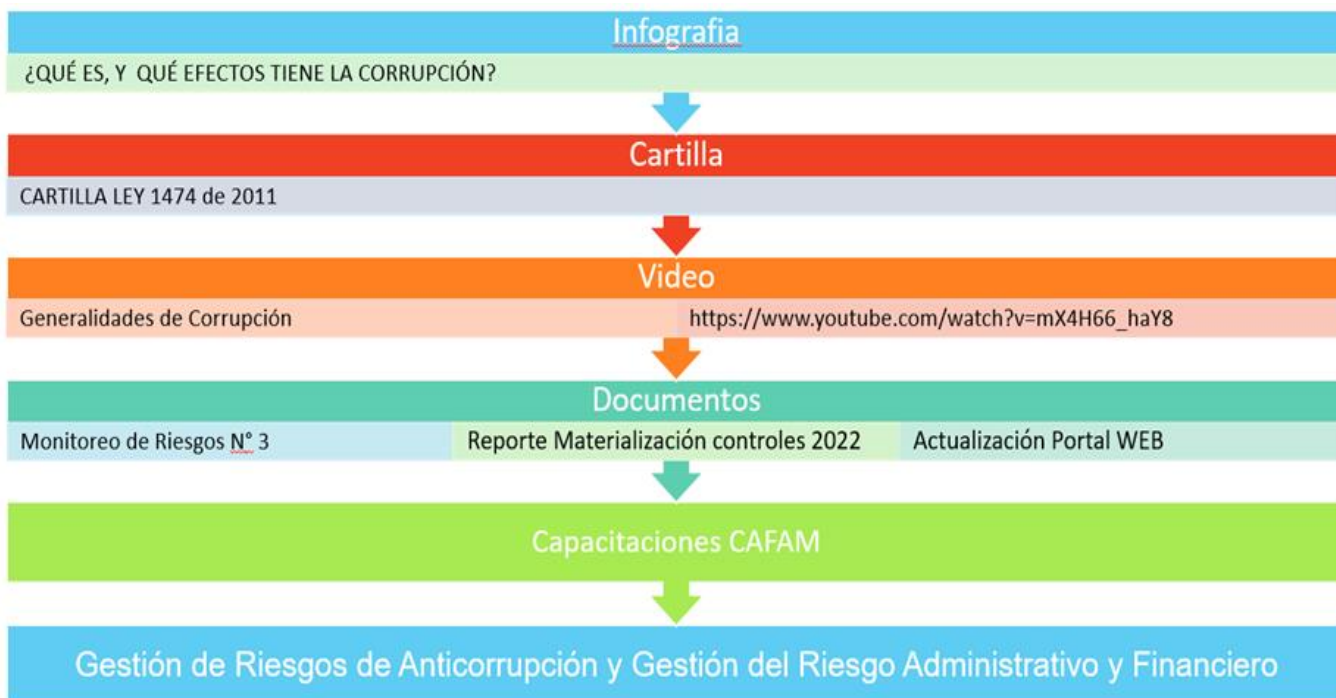 Infografia
¿QUÉ ES, Y QUÉ EFECTOS TIENE LA CORRUPCIÓN?
Cartilla
CARTILLA LEY 1474 de 2011
Video
Generalidades de Corrupción
https://www.youtube.com/watch?v=mX4H66_haY8
Documentos
Monitoreo de Riesgos N° 3
Reporte Materialización controles 2022
Actualización Portal WEB
Capacitaciones CAFAM
Gestión de Riesgos de Anticorrupción y Gestión del Riesgo Administrativo y Financiero